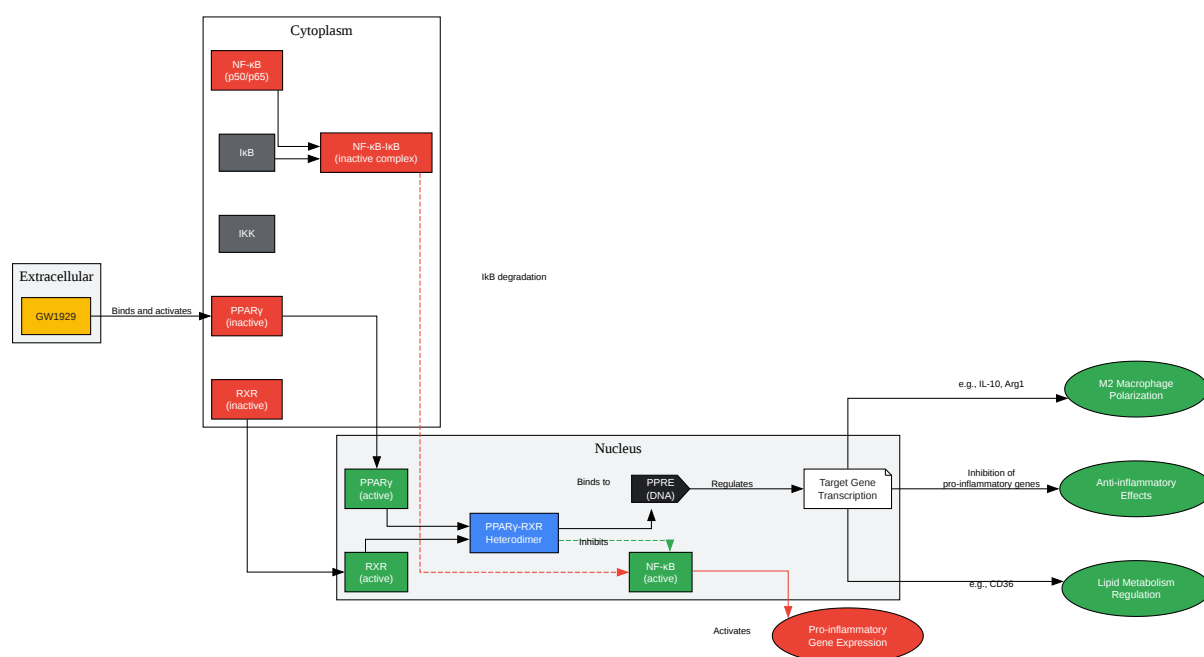 Cytoplasm
NF-κB
(p50/p65)
IκB
NF-κB-IκB
(inactive complex)
IKK
Extracellular
GW1929
Binds and activates
PPARγ
(inactive)
IkB degradation
RXR
(inactive)
Nucleus
PPARγ
(active)
RXR
(active)
PPARγ-RXR
Heterodimer
Binds to
PPRE
(DNA)
Regulates
Inhibits
NF-κB
(active)
Target Gene
Transcription
e.g., IL-10, Arg1
M2 Macrophage
Polarization
Inhibition of
pro-inflammatory genes
Anti-inflammatory
Effects
e.g., CD36
Lipid Metabolism
Regulation
Activates
Pro-inflammatory
Gene Expression